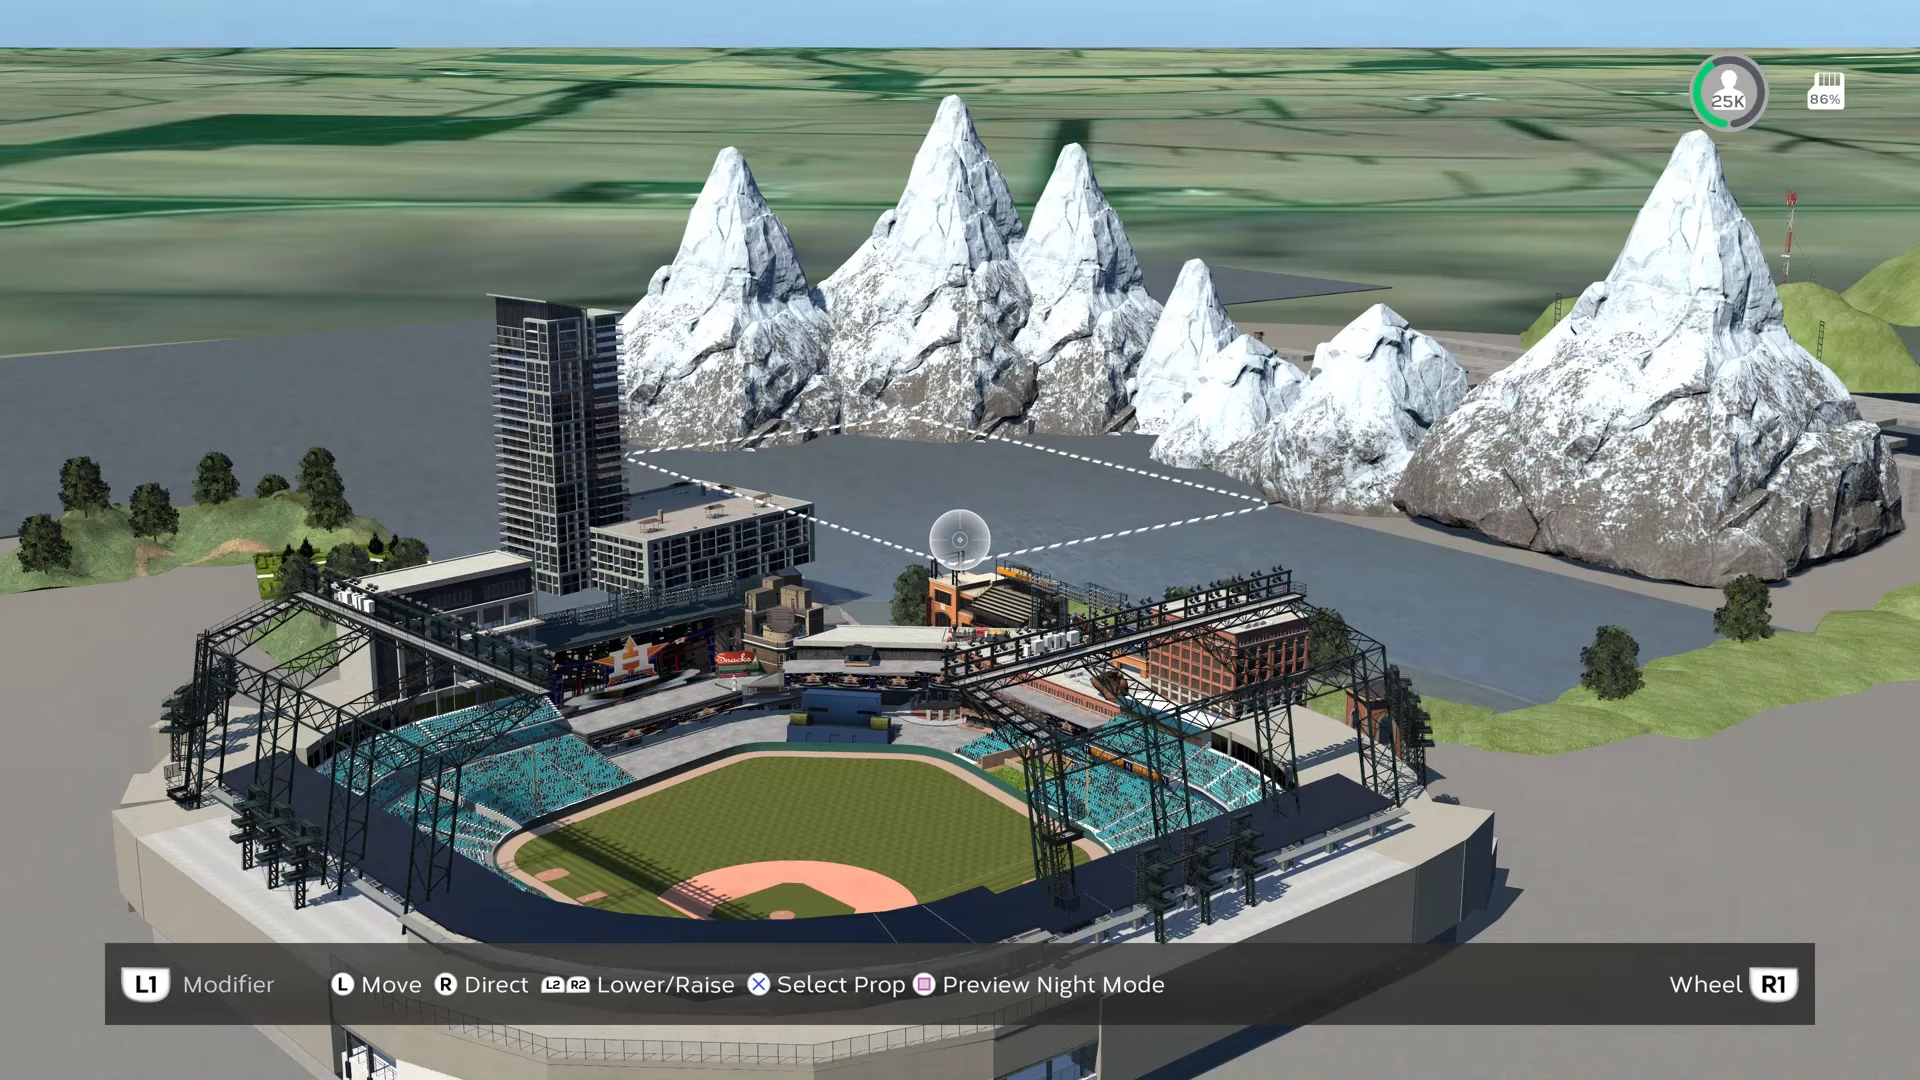 25K
86%
H
Snacks
N
N
L1 Modifier
L Move R Direct L2 R2 Lower/Raise Select Prop Preview Night Mode
Wheel R1